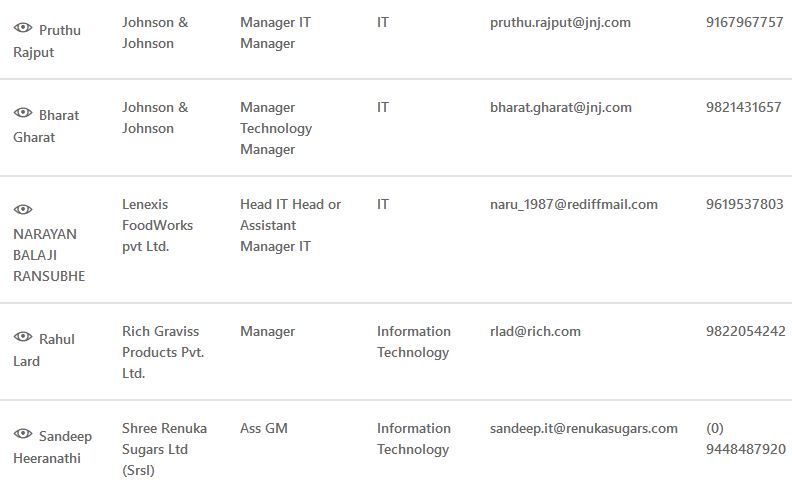 Pruthu Rajput
Johnson & Johnson
Manager IT Manager
IT
pruthu.rajput@jnj.com
9167967757
Bharat Gharat
Johnson & Johnson
Manager Technology Manager
IT
bharat.gharat@jnj.com
9821431657
NARAYAN BALAJI RANSUBHE
Lenexis FoodWorks pvt Ltd.
Head IT Head or Assistant Manager IT
IT
naru_1987@rediffmail.com
9619537803
Rahul Lard
Rich Graviss Products Pvt. Ltd.
Manager
Information Technology
rlad@rich.com
9822054242
Sandeep Heeranathi
Shree Renuka Sugars Ltd (Srsl)
Ass GM
Information Technology
sandeep.it@renukasugars.com
(0) 9448487920